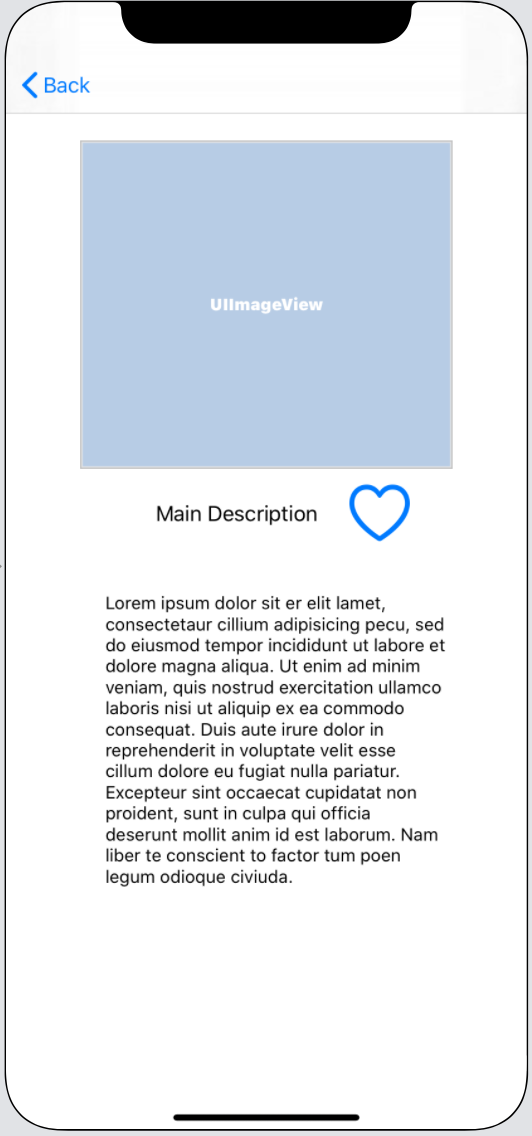 Back
UIImageView
Main Description
Lorem ipsum dolor sit er elit lamet,
consectetaur cillium adipisicing pecu, sed
do eiusmod tempor incididunt ut labore et
dolore magna aliqua. Ut enim ad minim
veniam, quis nostrud exercitation ullamco
laboris nisi ut aliquip ex ea commodo
consequat. Duis aute irure dolor in
reprehenderit in voluptate velit esse
cillum dolore eu fugiat nulla pariatur.
Excepteur sint occaecat cupidatat non
proident, sunt in culpa qui officia
deserunt mollit anim id est laborum. Nam
liber te conscient to factor tum poen
legum odioque civiuda.